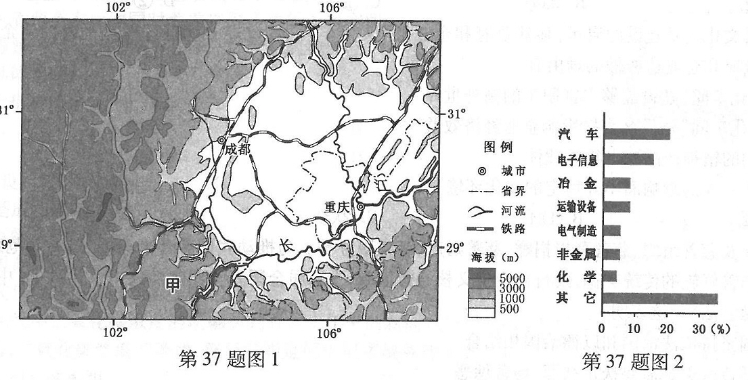 102°
106°
31°
31°
成都
重庆
江
长
甲
29°
29°
102°
106°
图例
城市
省界
河流
铁路
海拔(m)
5000
3000
1000
500
第37题图1
汽车
电子信息
冶金
运输设备
电气制造
非金属
化学
其它
0 10 20 30(%)
第37题图2